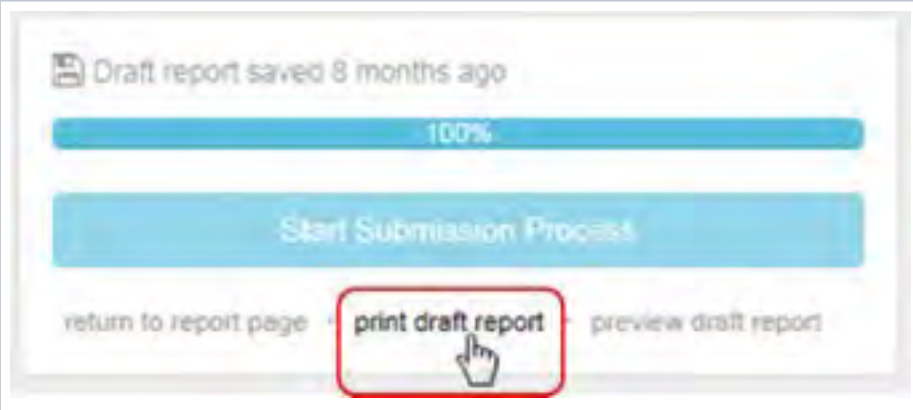 Draft report saved 8 months ago
100%
Start Submission Process
return to report page · print draft report · preview draft report